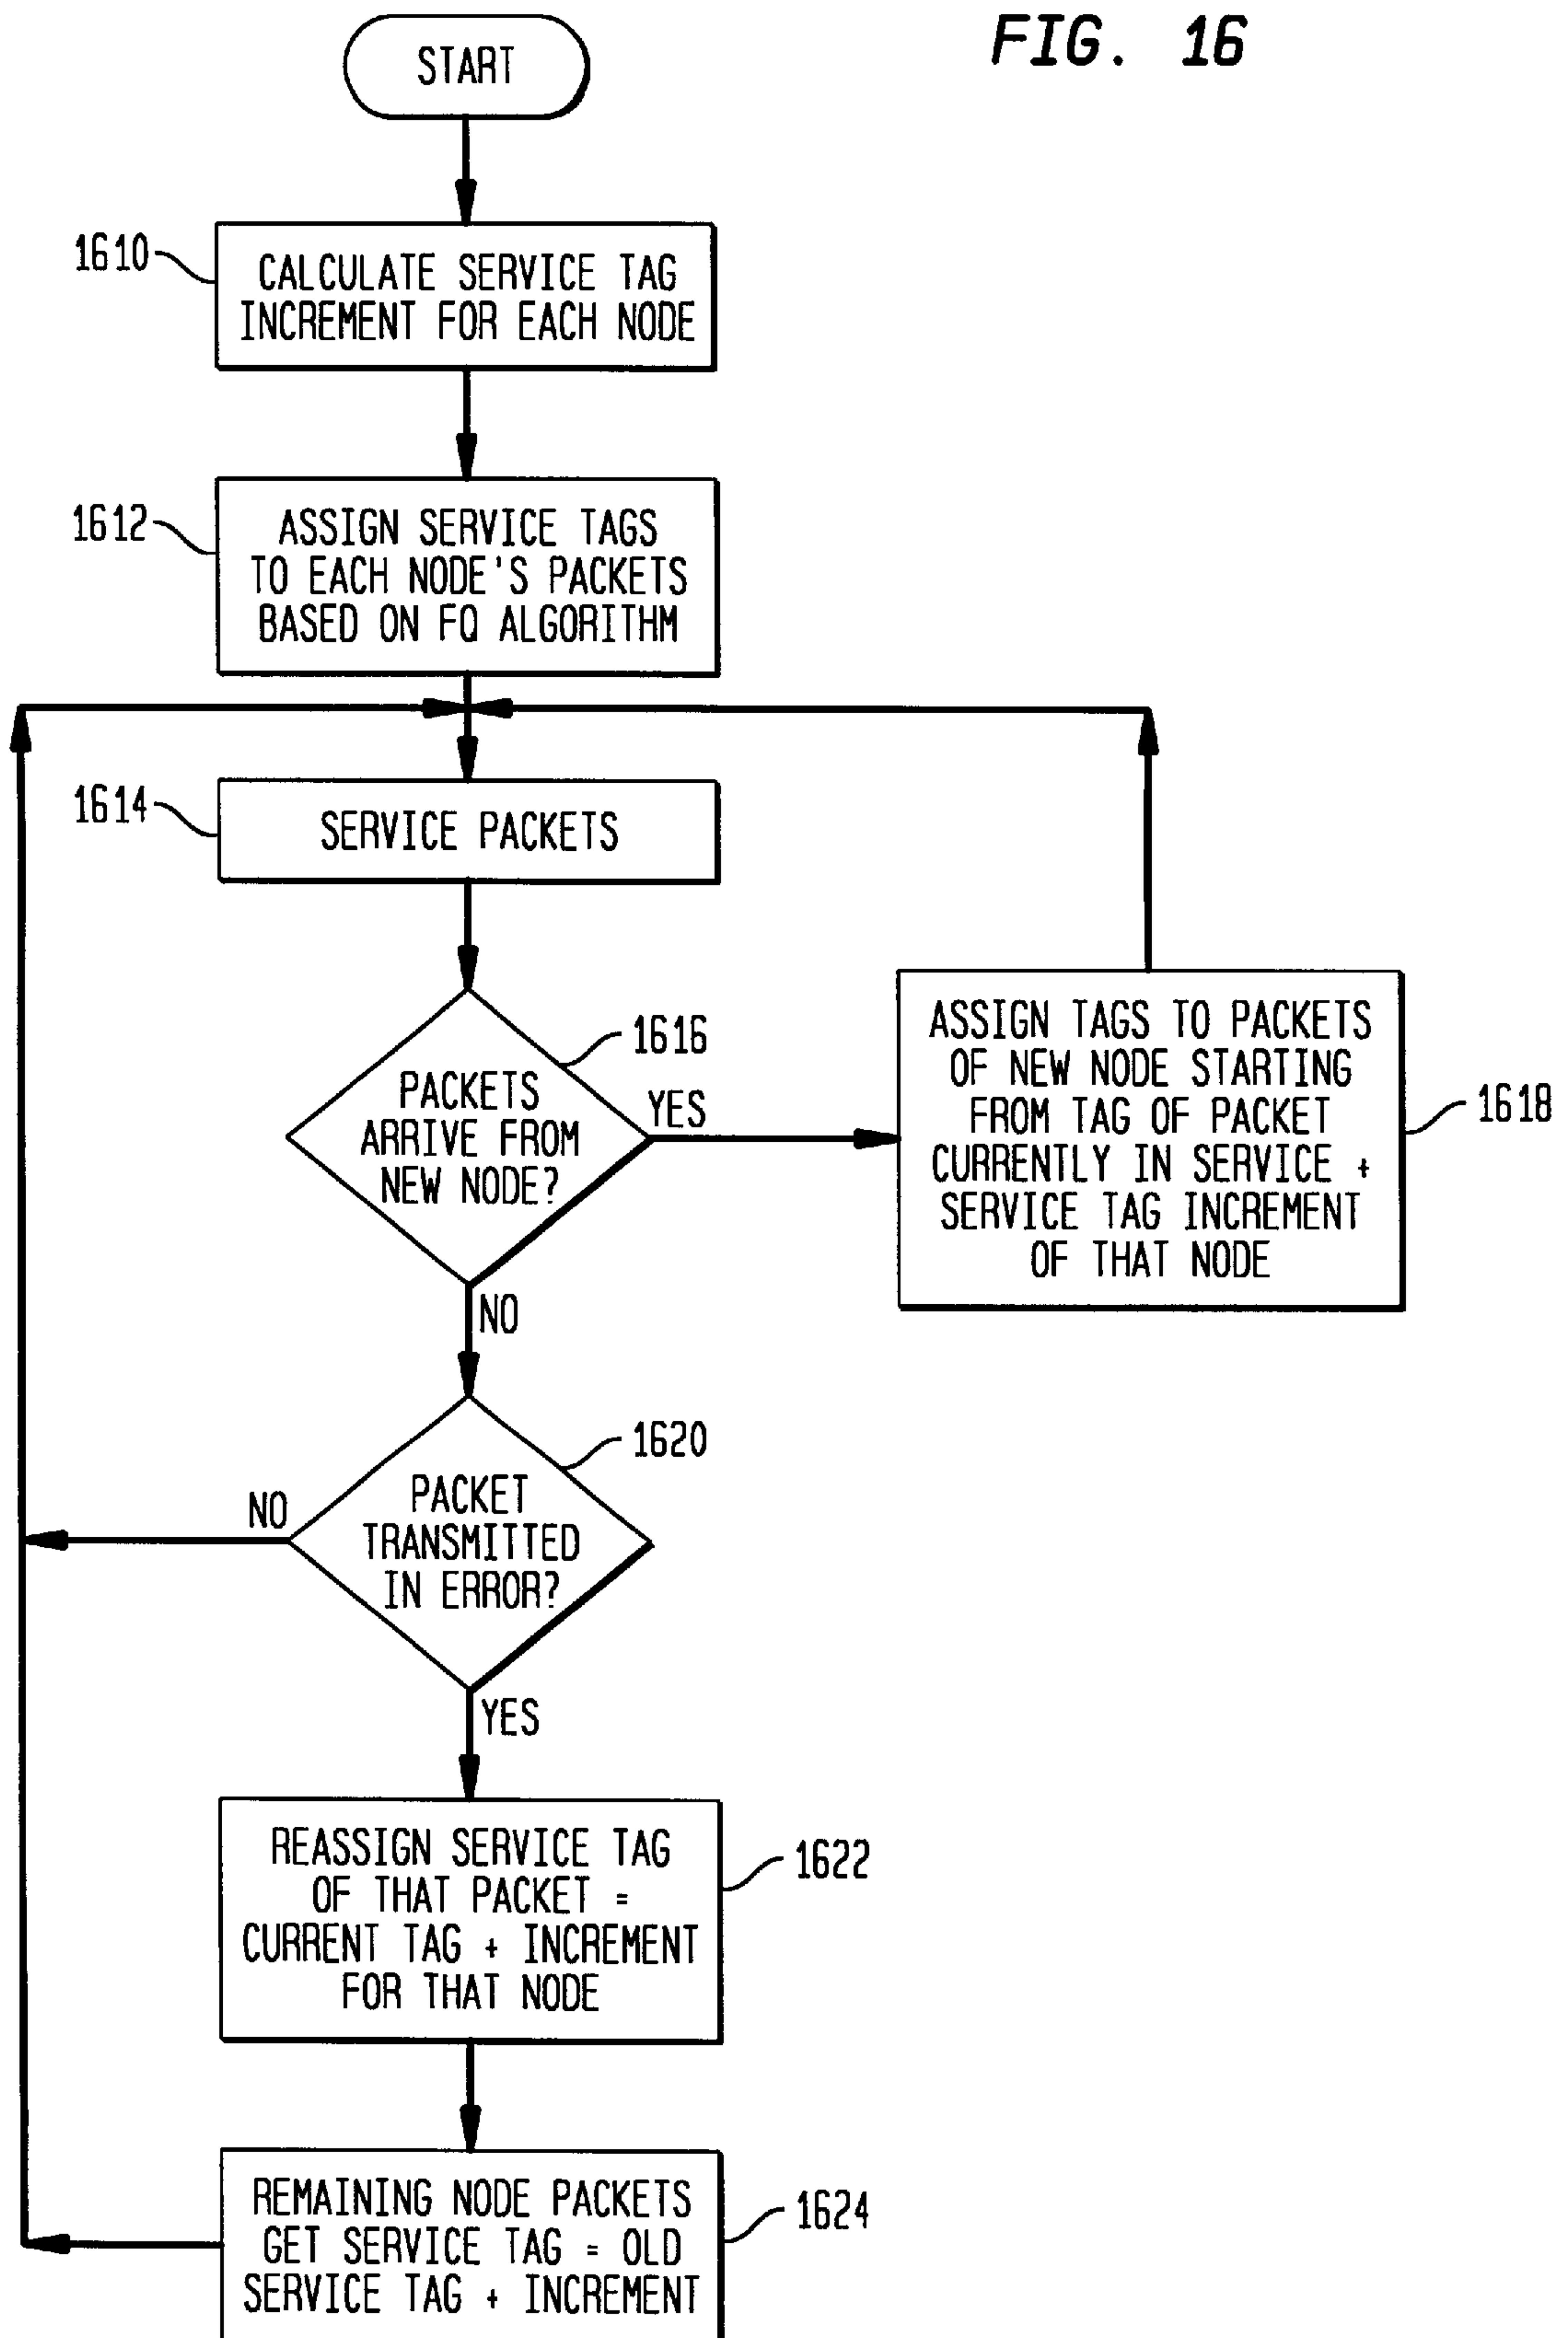 FIG. 16
START
1610
CALCULATE SERVICE TAG
INCREMENT FOR EACH NODE
1612
ASSIGN SERVICE TAGS
TO EACH NODE'S PACKETS
BASED ON FQ ALGORITHM
1614
SERVICE PACKETS
1616
PACKETS
ARRIVE FROM
NEW NODE?
YES
NO
ASSIGN TAGS TO PACKETS
OF NEW NODE STARTING
FROM TAG OF PACKET
CURRENTLY IN SERVICE +
SERVICE TAG INCREMENT
OF THAT NODE
1618
1620
PACKET
TRANSMITTED
IN ERROR?
NO
YES
REASSIGN SERVICE TAG
OF THAT PACKET =
CURRENT TAG + INCREMENT
FOR THAT NODE
1622
REMAINING NODE PACKETS
GET SERVICE TAG = OLD
SERVICE TAG + INCREMENT
1624